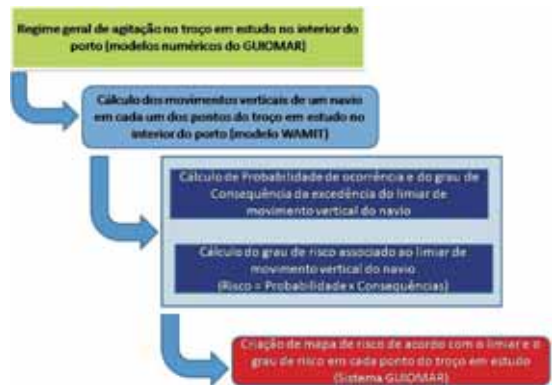 Regime geral de agitação no troço em estudo no interior do
porto (modelos numéricos do GUIOMAR)
Cálculo dos movimentos verticais de um navio
em cada um dos pontos do troço em estudo no
interior do porto (modelo WAMIT)
Cálculo de Probabilidade de ocorrência e do grau de
Consequência da excedência do limiar de
movimento vertical do navio
Cálculo do grau de risco associado ao limiar de
movimento vertical do navio
(Risco = Probabilidade x Consequências)
Criação de mapa de risco de acordo com o limiar e o
grau de risco em cada ponto do troço em estudo
(Sistema GUIOMAR)